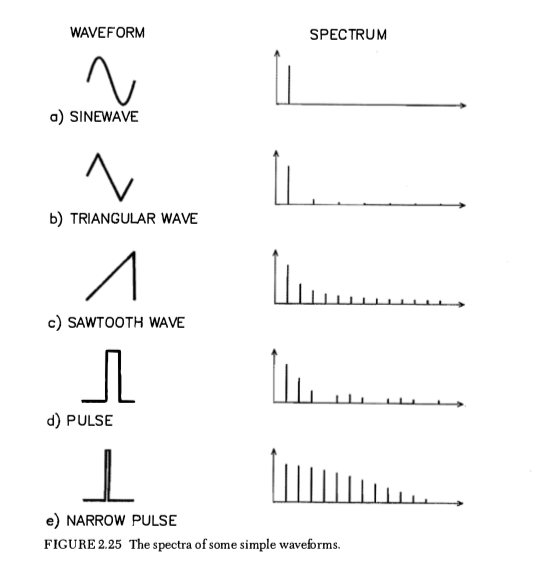 WAVEFORM SPECTRUM
a) SINEWAVE
b) TRIANGULAR WAVE
c) SAWTOOTH WAVE
d) PULSE
e) NARROW PULSE
FIGURE 2.25 The spectra of some simple waveforms.